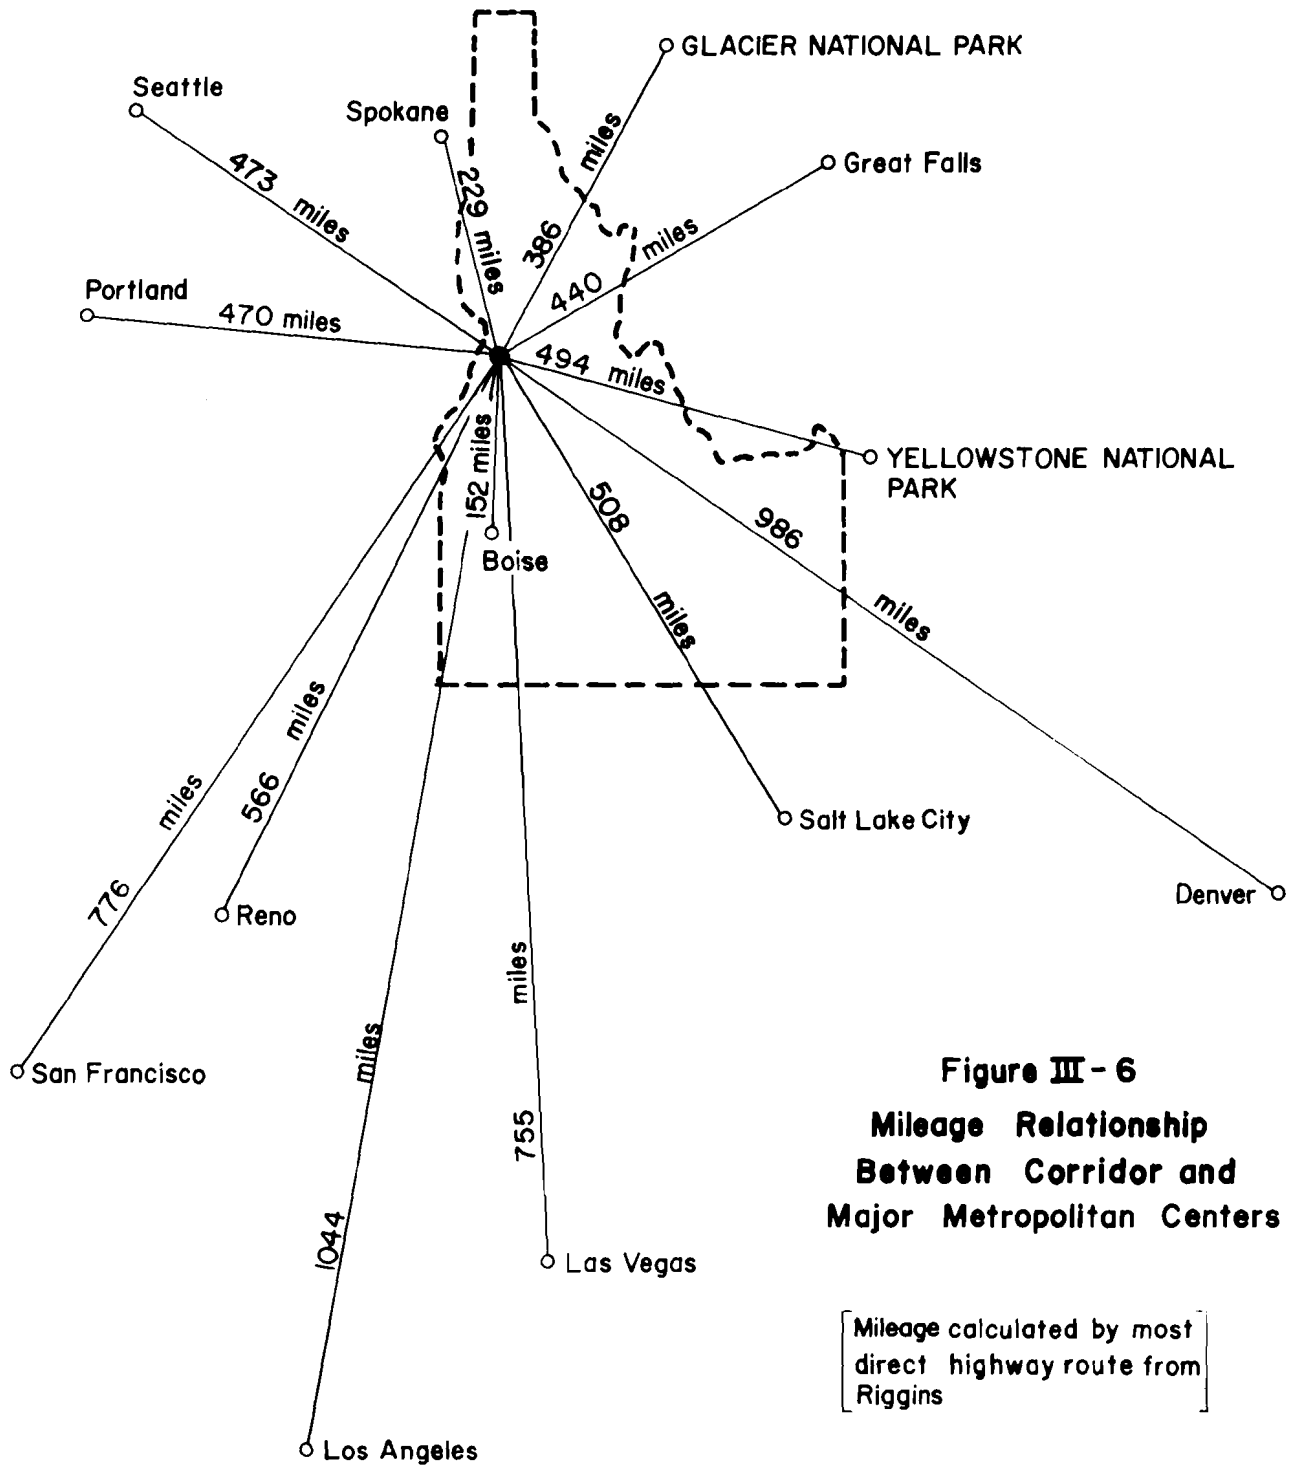 GLACIER NATIONAL PARK
Seattle
Spokane
miles
Great Falls
473
miles
229 miles
386
miles
440
Portland
470 miles
494 miles
YELLOWSTONE NATIONAL
PARK
152 miles
508
986
Boise
miles
miles
miles
566
miles
776
Salt Lake City
Denver
Reno
miles
miles
San Francisco
755
1044
Las Vegas
Los Angeles
Figure III-6
Mileage Relationship
Between Corridor and
Major Metropolitan Centers
[Mileage calculated by most
direct highway route from
Riggins]